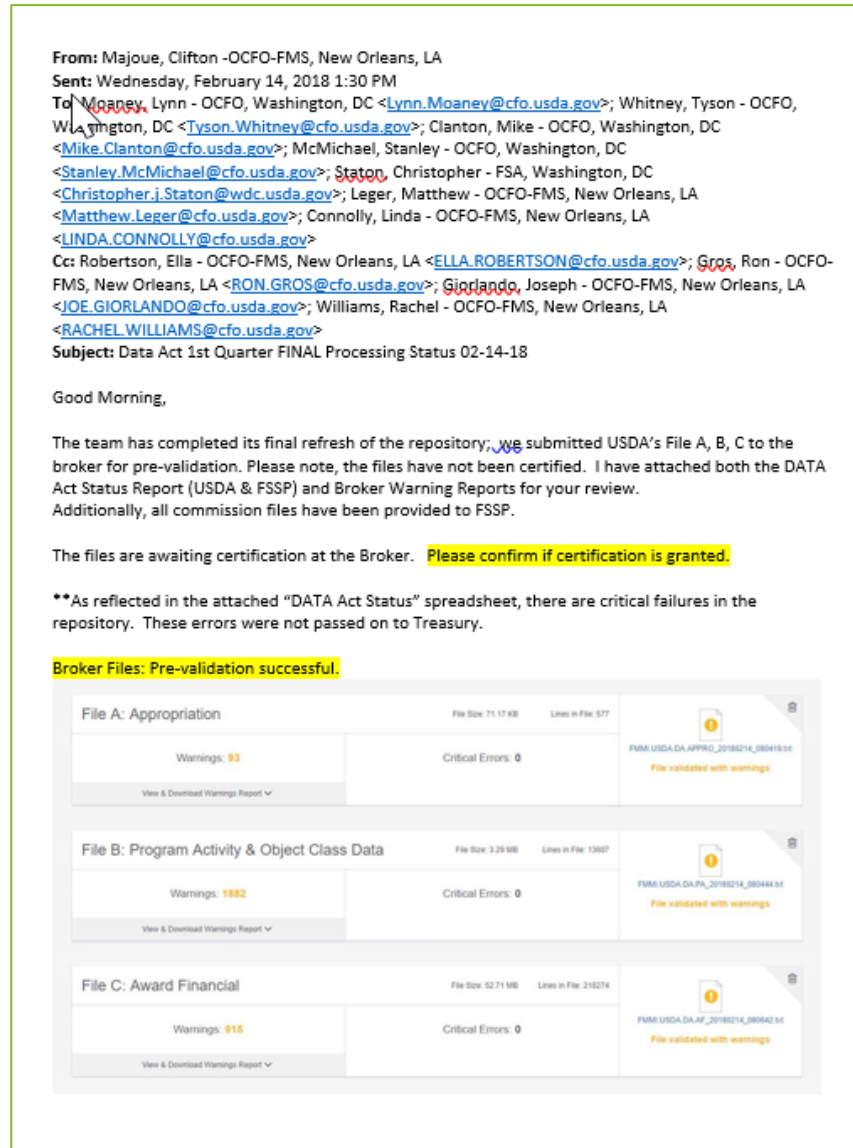 From: Majoue, Clifton -OCFO-FMS, New Orleans, LA
Sent: Wednesday, February 14, 2018 1:30 PM
To Moaney, Lynn - OCFO, Washington, DC <Lynn.Moaney@cfo.usda.gov>; Whitney, Tyson - OCFO,
Washington, DC <Tyson.Whitney@cfo.usda.gov>; Clanton, Mike - OCFO, Washington, DC
<Mike.Clanton@cfo.usda.gov>; McMichael, Stanley - OCFO, Washington, DC
<Stanley.McMichael@cfo.usda.gov>; Staton, Christopher - FSA, Washington, DC
<Christopher.j.Staton@wdc.usda.gov>; Leger, Matthew - OCFO-FMS, New Orleans, LA
<Matthew.Leger@cfo.usda.gov>; Connolly, Linda - OCFO-FMS, New Orleans, LA
<LINDA.CONNOLLY@cfo.usda.gov>
Cc: Robertson, Ella - OCFO-FMS, New Orleans, LA <ELLA.ROBERTSON@cfo.usda.gov>; Gros, Ron - OCFO-
FMS, New Orleans, LA <RON.GROS@cfo.usda.gov>; Giorlando, Joseph - OCFO-FMS, New Orleans, LA
<JOE.GIORLANDO@cfo.usda.gov>; Williams, Rachel - OCFO-FMS, New Orleans, LA
<RACHEL.WILLIAMS@cfo.usda.gov>
Subject: Data Act 1st Quarter FINAL Processing Status 02-14-18
Good Morning,
The team has completed its final refresh of the repository; we submitted USDA's File A, B, C to the
broker for pre-validation. Please note, the files have not been certified. I have attached both the DATA
Act Status Report (USDA & FSSP) and Broker Warning Reports for your review.
Additionally, all commission files have been provided to FSSP.
The files are awaiting certification at the Broker. Please confirm if certification is granted.
**As reflected in the attached "DATA Act Status" spreadsheet, there are critical failures in the
repository. These errors were not passed on to Treasury.
Broker Files: Pre-validation successful.
File A: Appropriation File Size: 71.17 KB Lines in File: 577
Warnings: 93 Critical Errors: 0
FMMI.USDA.DA.APPRO_20180214_080419.txt
File validated with warnings
View & Download Warnings Report
File B: Program Activity & Object Class Data File Size: 3.29 MB Lines in File: 13607
Warnings: 1882 Critical Errors: 0
FMMI.USDA.DA.PA_20180214_080444.txt
File validated with warnings
View & Download Warnings Report
File C: Award Financial File Size: 52.71 MB Lines in File: 210274
Warnings: 915 Critical Errors: 0
FMMI.USDA.DA.AF_20180214_080642.txt
File validated with warnings
View & Download Warnings Report